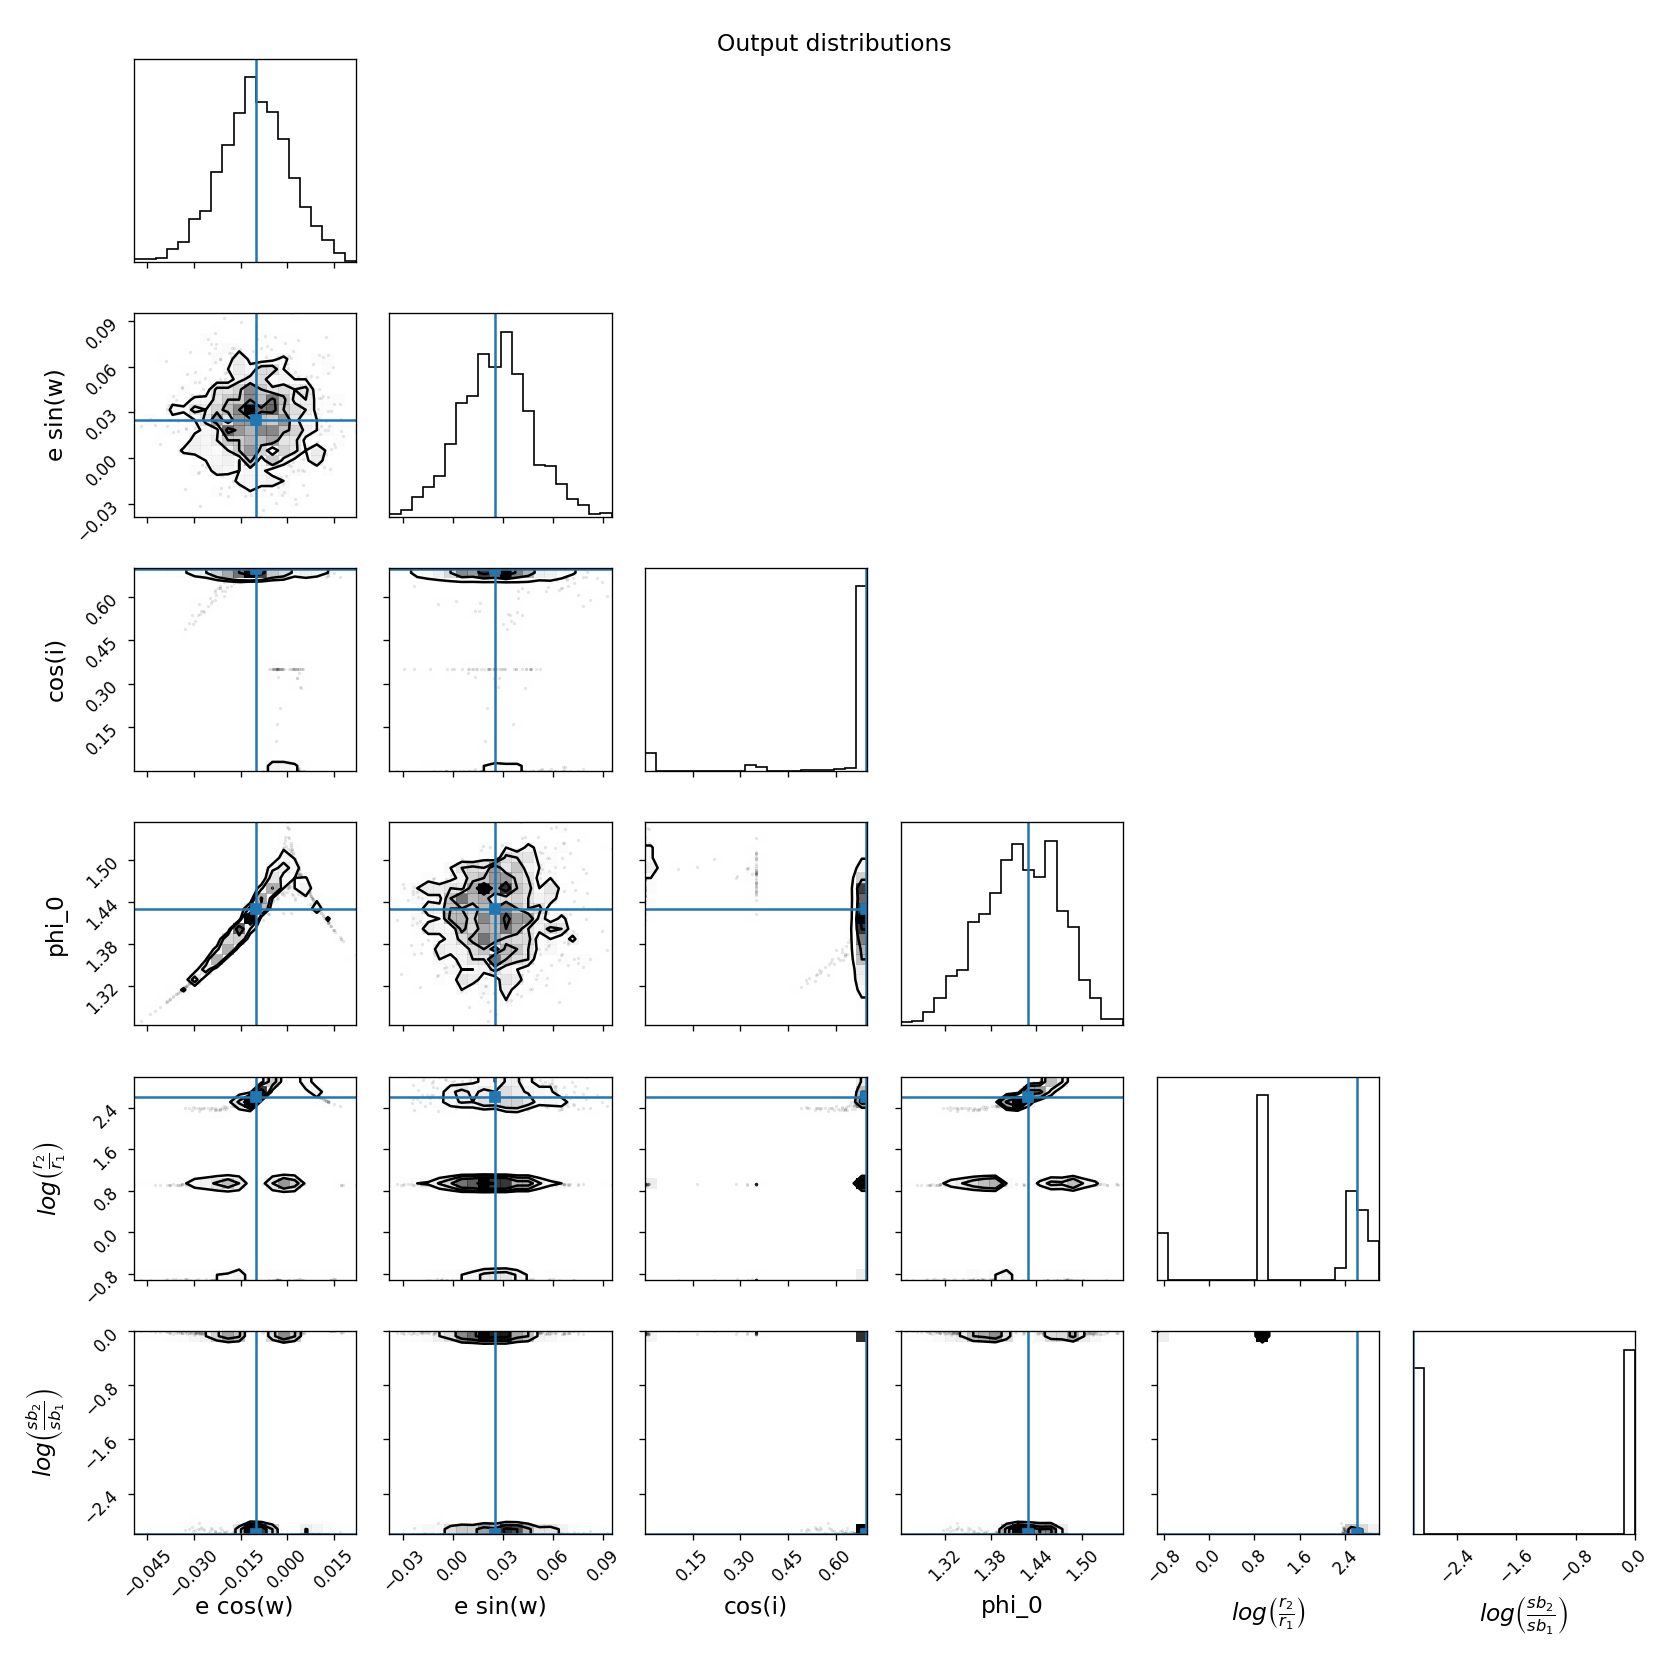 Output distributions
e sin(w)
0.09
0.06
0.03
0.00
−0.03
cos(i)
0.60
0.45
0.30
0.15
phi_0
1.50
1.44
1.38
1.32
log(r2/r1)
2.4
1.6
0.8
0.0
−0.8
log(sb2/sb1)
0.0
−0.8
−1.6
−2.4
−0.045 −0.030 −0.015 0.000 0.015
−0.03 0.00 0.03 0.06 0.09
0.15 0.30 0.45 0.60
1.32 1.38 1.44 1.50
−0.8 0.0 0.8 1.6 2.4
−2.4 −1.6 −0.8 0.0
e cos(w)
e sin(w)
cos(i)
phi_0
log(r2/r1)
log(sb2/sb1)